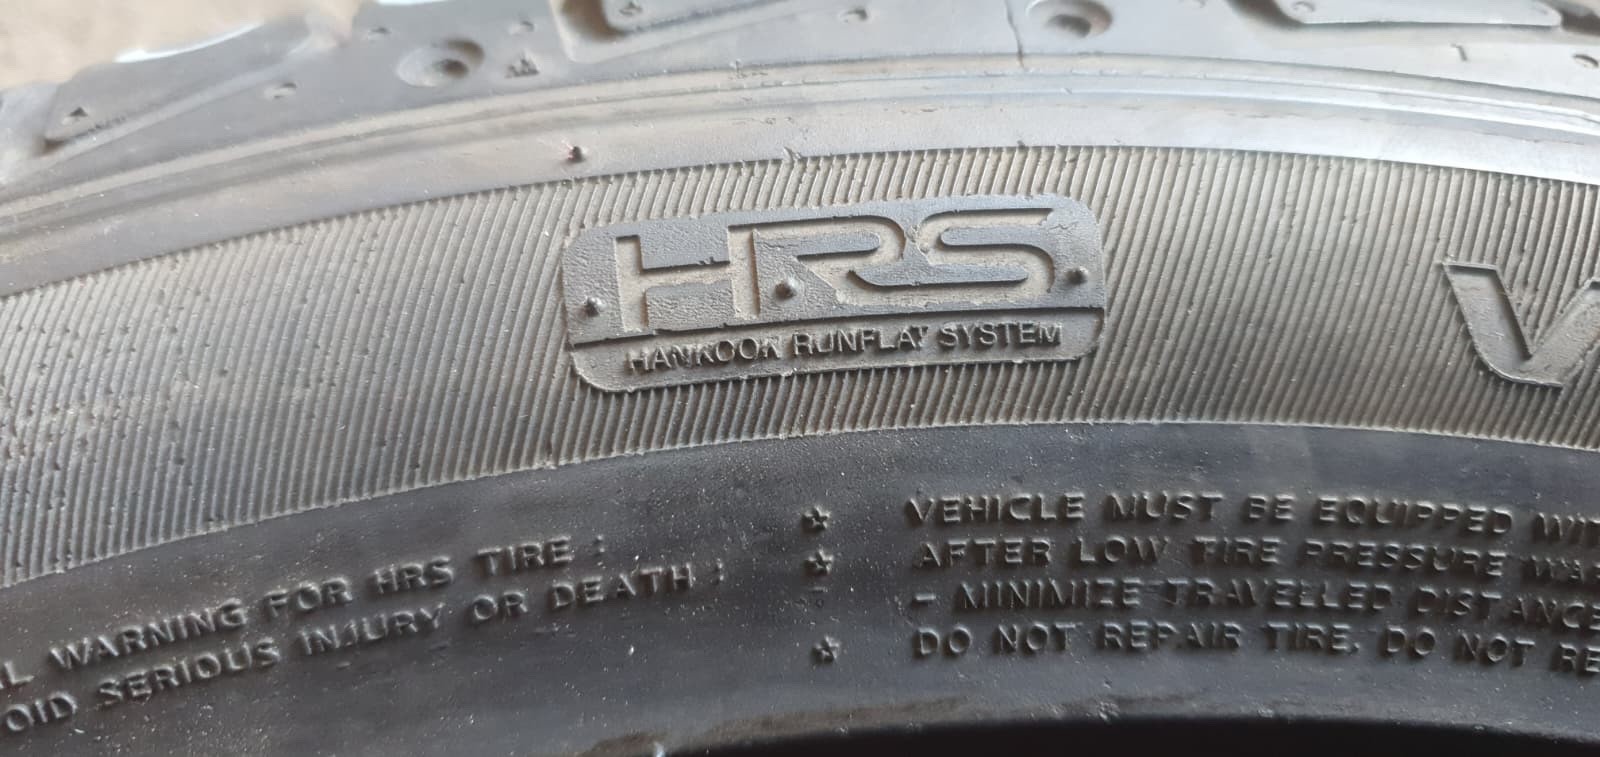 HRS
HANKOOK RUNFLAT SYSTEM
V
WARNING FOR HRS TIRE :
SERIOUS INJURY OR DEATH :
VEHICLE MUST BE EQUIPPED
AFTER LOW TIRE PRESSURE
- MINIMIZE TRAVELLED DISTANCE
DO NOT REPAIR TIRE. DO NOT